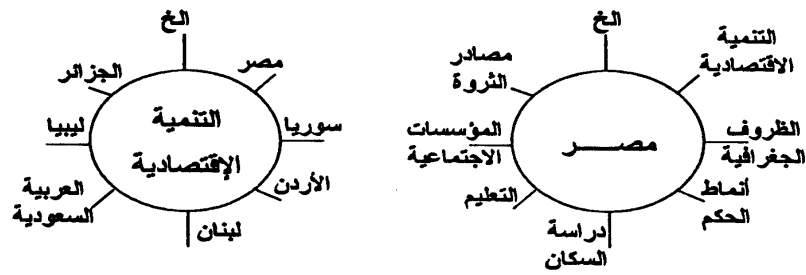 الخ
التنمية
الاقتصادية
الظروف
الجغرافية
أنماط
الحكم
دراسة
السكان
التعليم
المؤسسات
الاجتماعية
مصادر
الثروة
مصـــر
الخ
مصر
سوريا
الأردن
لبنان
العربية
السعودية
ليبيا
الجزائر
التنمية
الإقتصادية